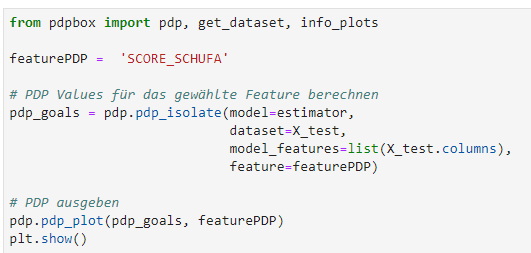 from pdpbox import pdp, get_dataset, info_plots
featurePDP =  'SCORE_SCHUFA'
# PDP Values für das gewählte Feature berechnen
pdp_goals = pdp.pdp_isolate(model=estimator,
                            dataset=X_test,
                            model_features=list(X_test.columns),
                            feature=featurePDP)
# PDP ausgeben
pdp.pdp_plot(pdp_goals, featurePDP)
plt.show()